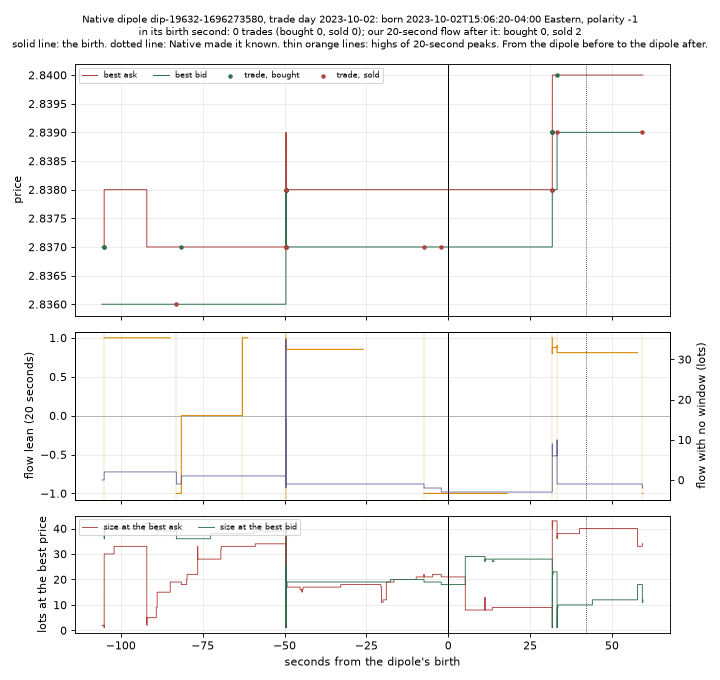 Native dipole dip-19632-1696273580, trade day 2023-10-02: born 2023-10-02T15:06:20-04:00 Eastern, polarity -1
in its birth second: 0 trades (bought 0, sold 0); our 20-second flow after it: bought 0, sold 2
solid line: the birth. dotted line: Native made it known. thin orange lines: highs of 20-second peaks. From the dipole before to the dipole after.
best ask
best bid
trade, bought
trade, sold
2.8400
2.8395
2.8390
2.8385
2.8380
2.8375
2.8370
2.8365
2.8360
price
1.0
0.5
0.0
−0.5
−1.0
flow lean (20 seconds)
30
20
10
0
flow with no window (lots)
size at the best ask
size at the best bid
40
30
20
10
0
lots at the best price
−100
−75
−50
−25
0
25
50
seconds from the dipole's birth